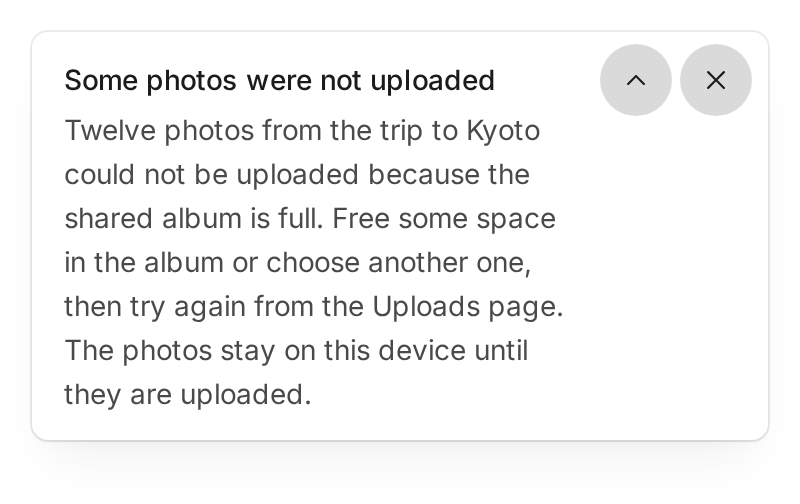 Some photos were not uploaded
Twelve photos from the trip to Kyoto
could not be uploaded because the
shared album is full. Free some space
in the album or choose another one,
then try again from the Uploads page.
The photos stay on this device until
they are uploaded.